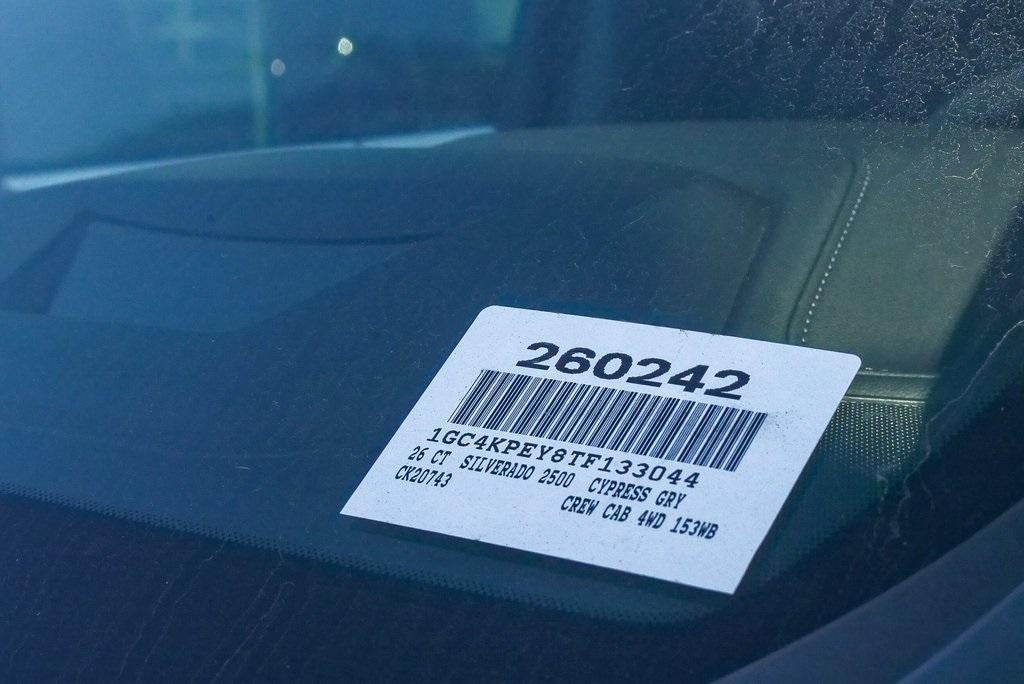 260242
1GC4KPEY8TF133044
26 CT SILVERADO 2500 CYPRESS GRY
CK20743 CREW CAB 4WD 153WB